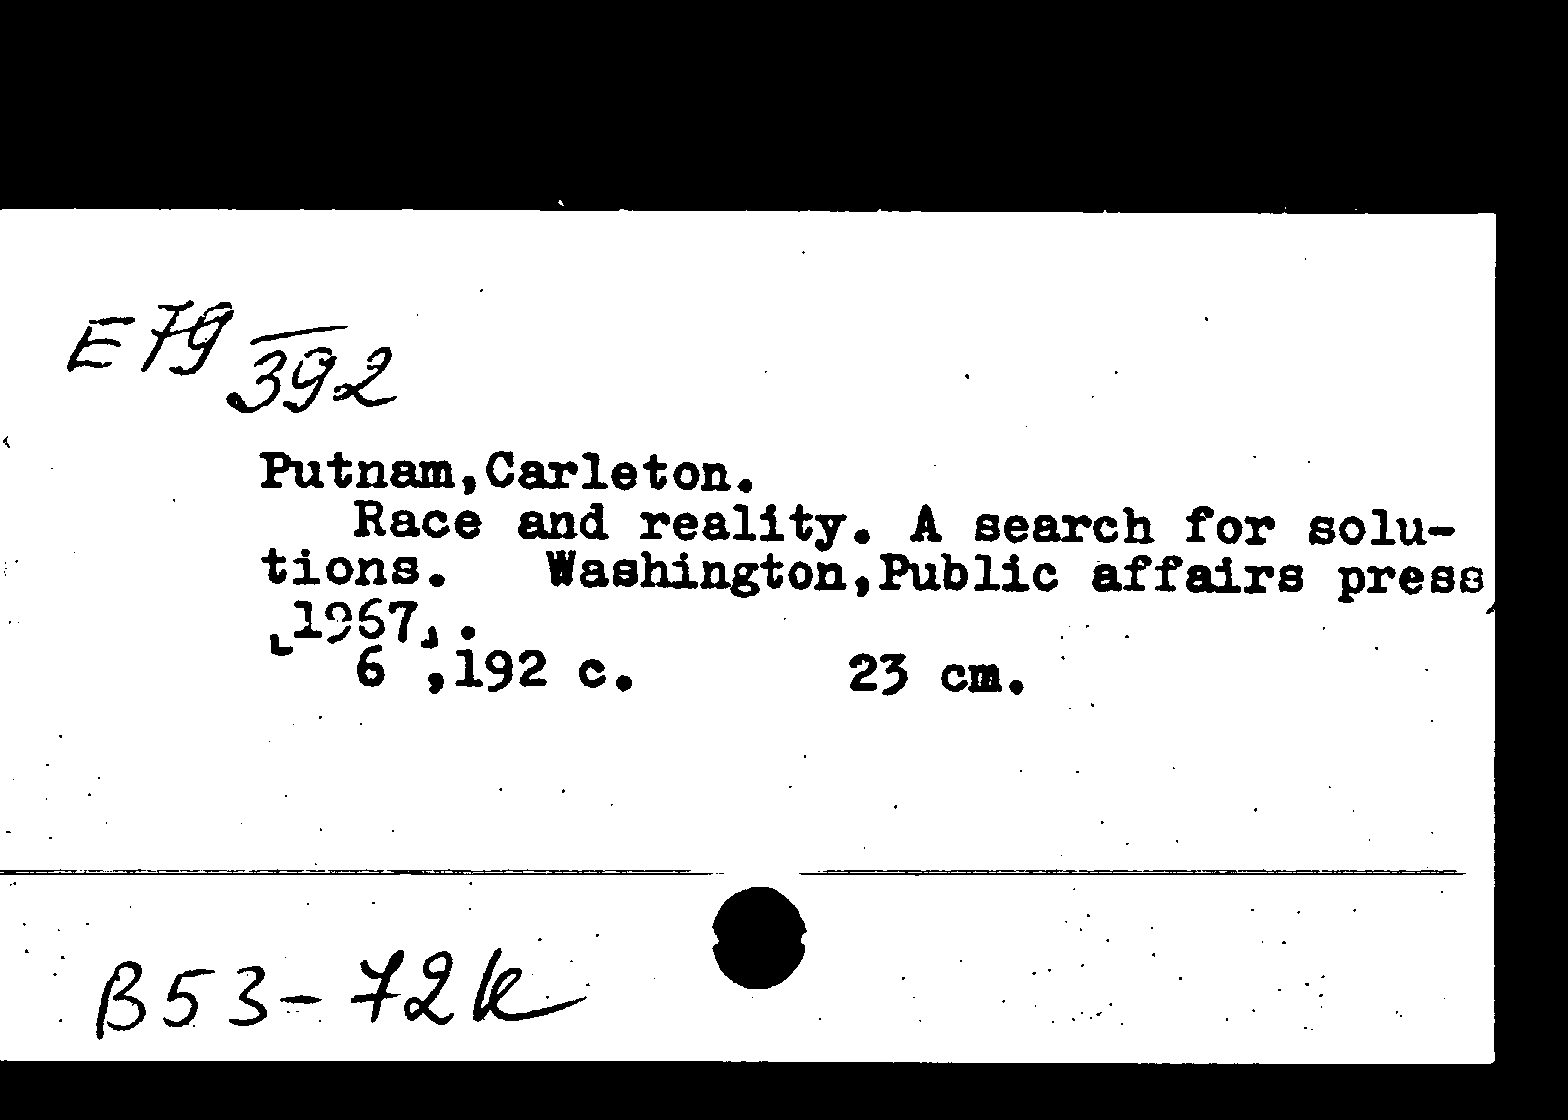 E79
392
Putnam,Carleton.
Race and reality. A search for solu-
tions. Washington,Public affairs press,
[1967].
6 ,192 c. 23 cm.
B53-72k